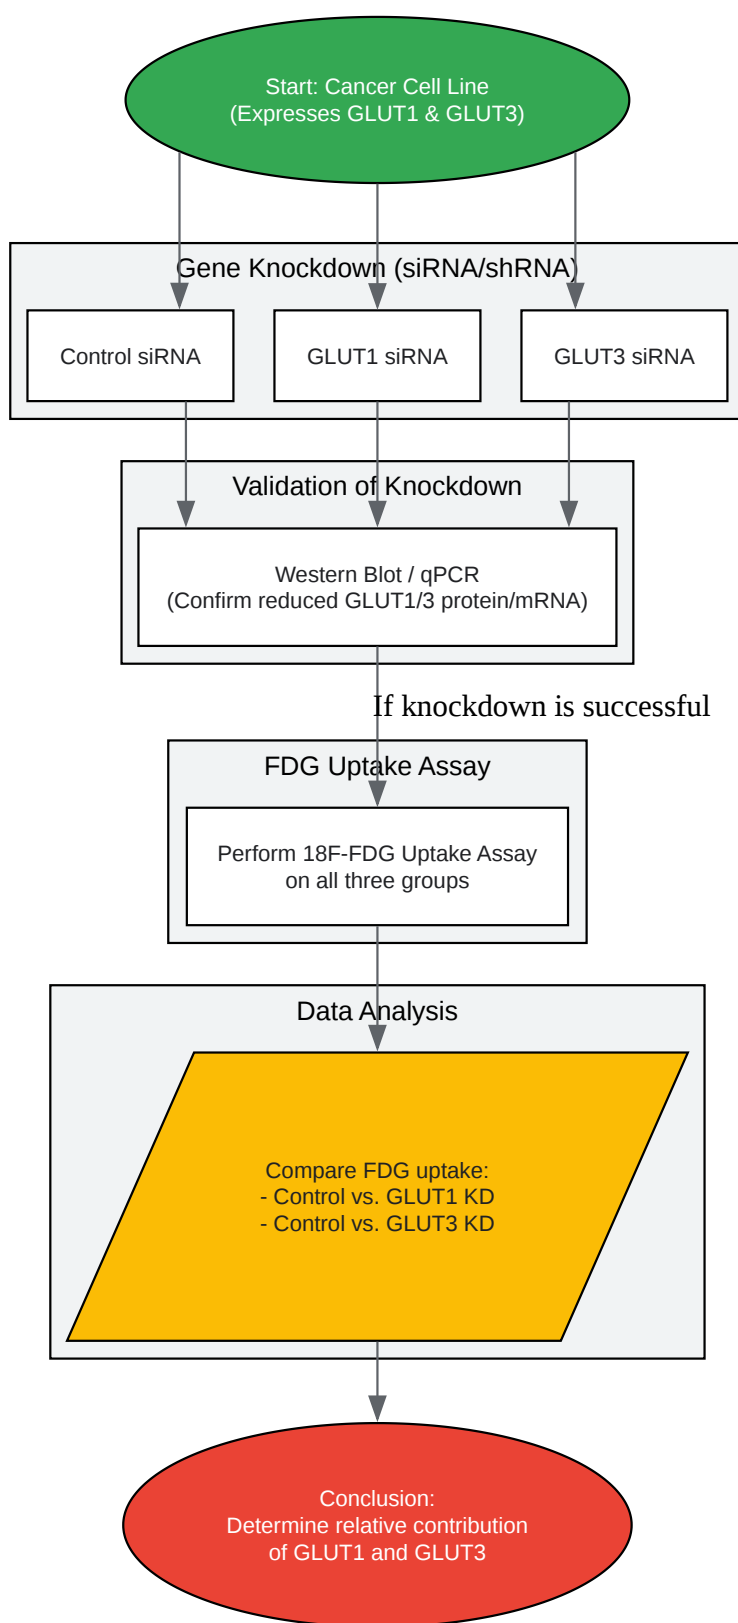 Start: Cancer Cell Line
(Expresses GLUT1 & GLUT3)
Gene Knockdown (siRNA/shRNA)
Control siRNA
GLUT1 siRNA
GLUT3 siRNA
Validation of Knockdown
Western Blot / qPCR
(Confirm reduced GLUT1/3 protein/mRNA)
If knockdown is successful
FDG Uptake Assay
Perform 18F-FDG Uptake Assay
on all three groups
Data Analysis
Compare FDG uptake:
- Control vs. GLUT1 KD
- Control vs. GLUT3 KD
Conclusion:
Determine relative contribution
of GLUT1 and GLUT3